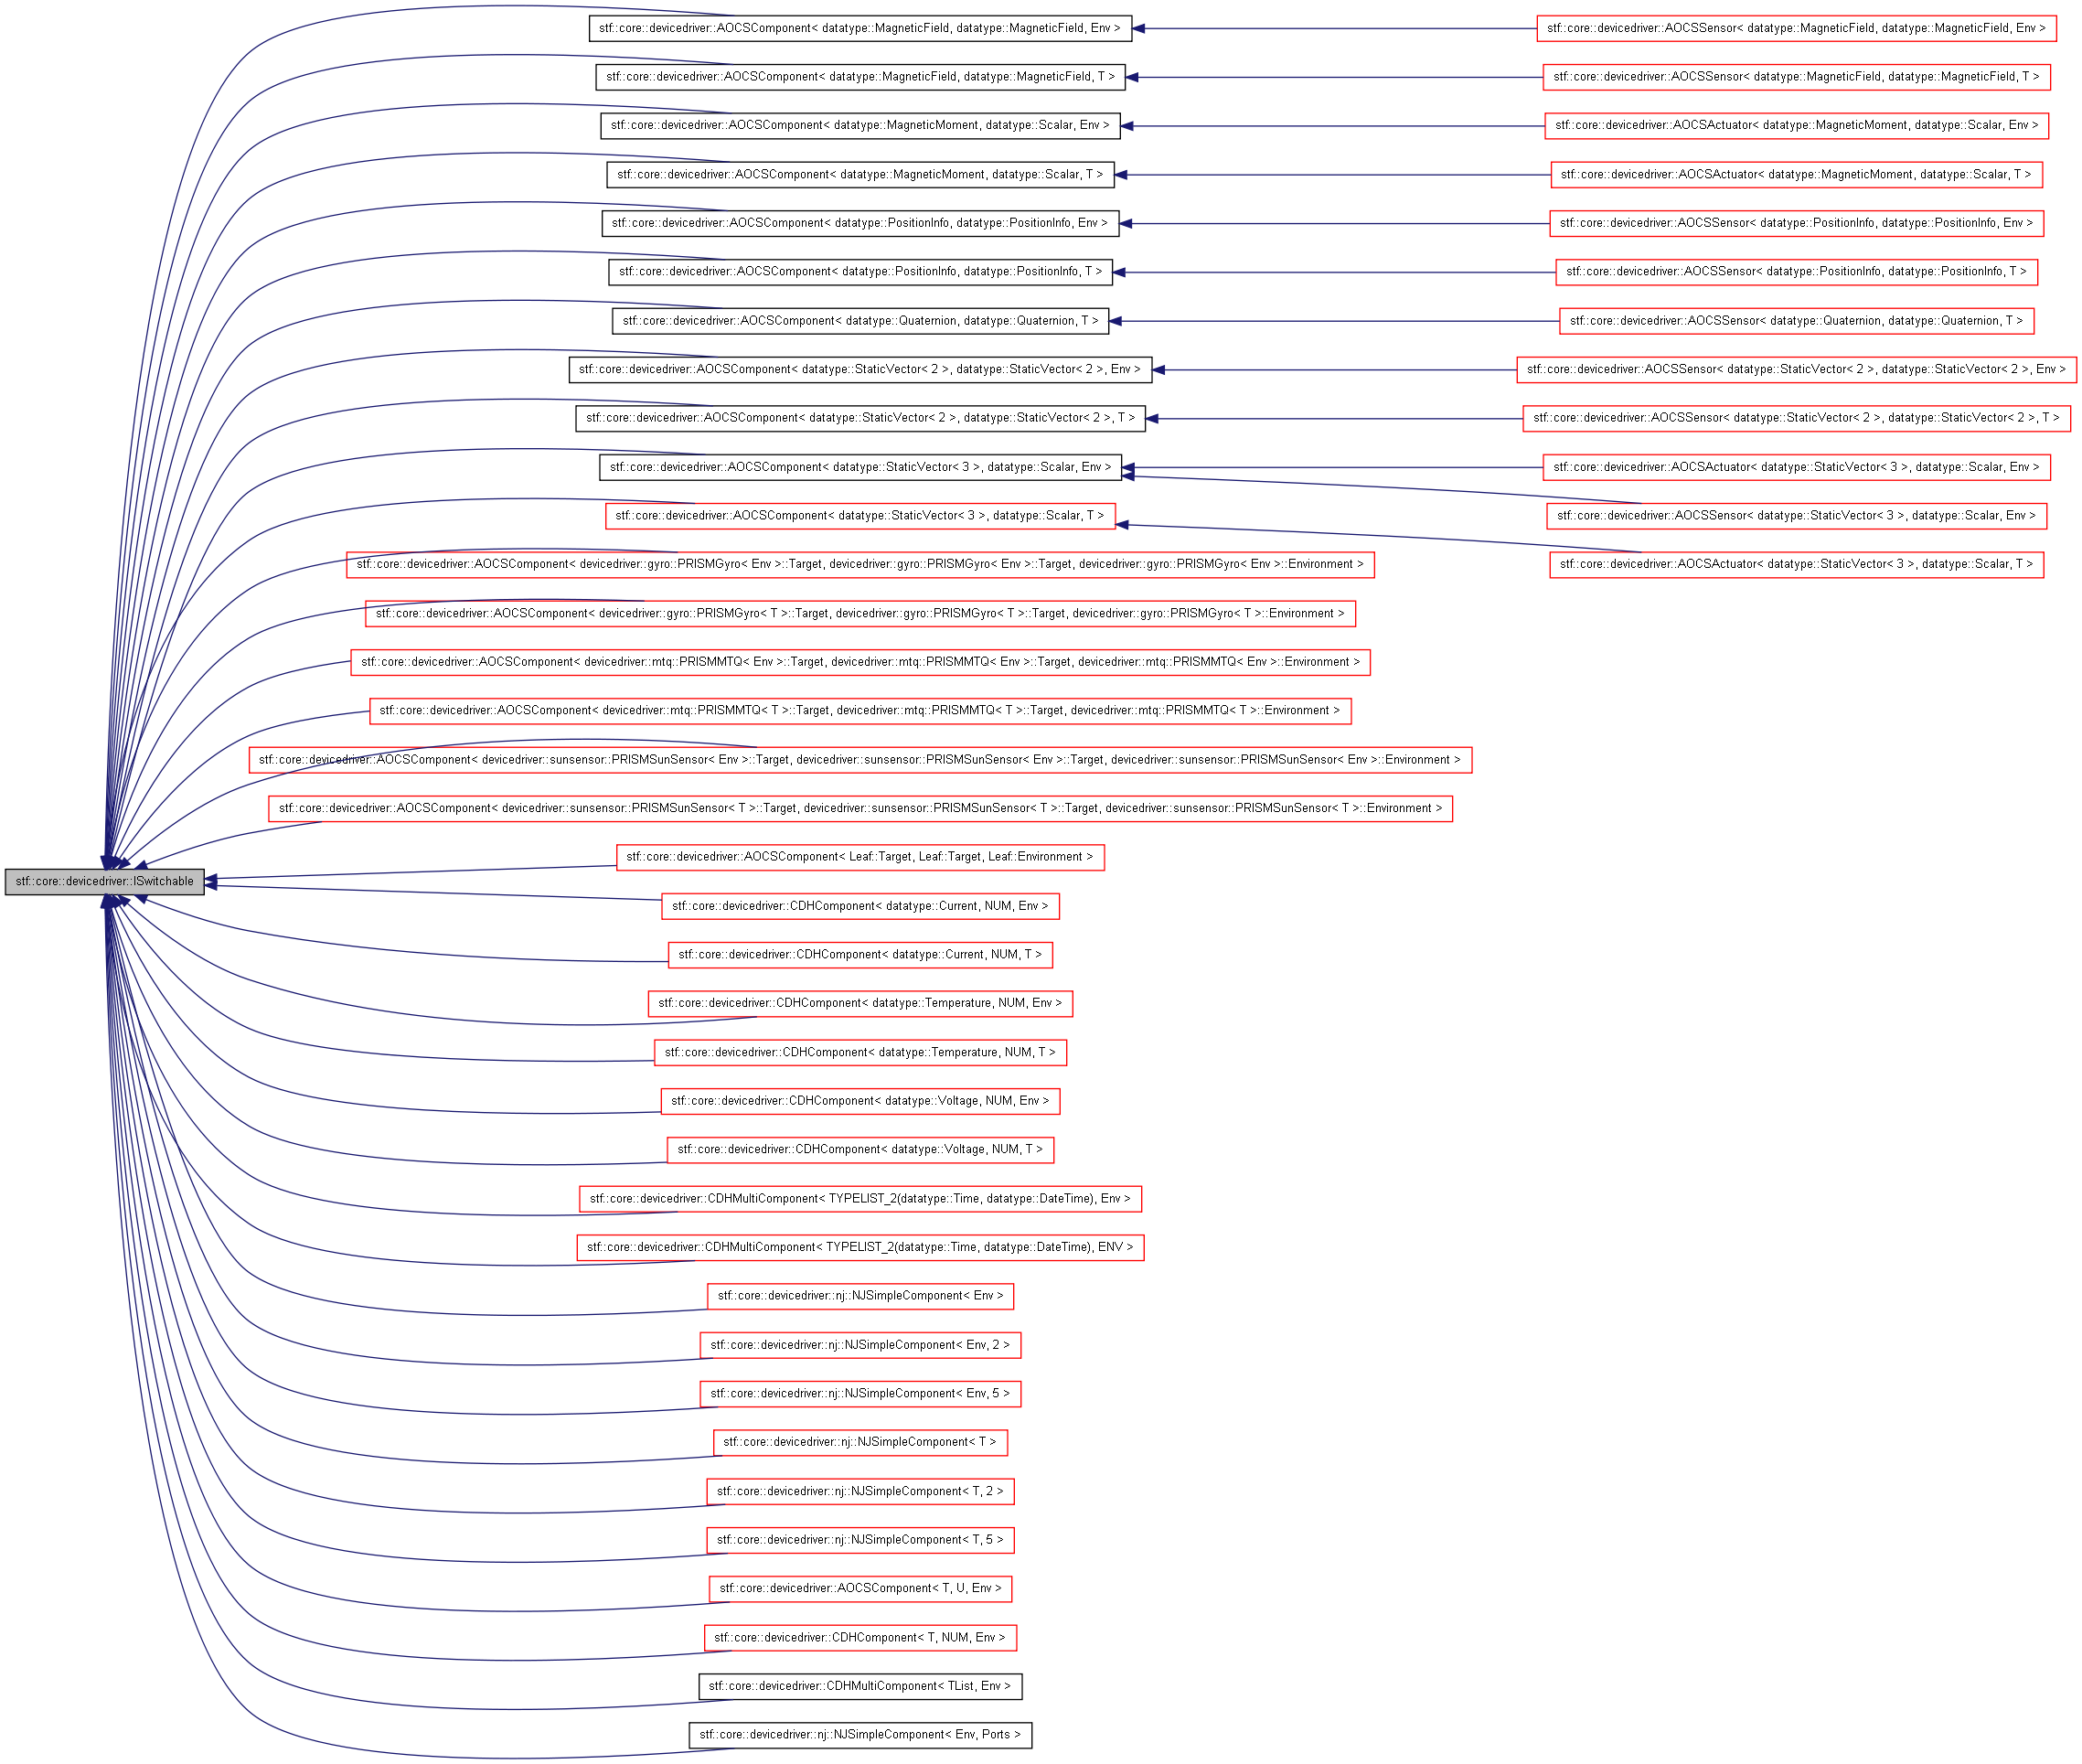 stf::core::devicedriver::AOCSComponent< datatype::MagneticField, datatype::MagneticField, Env >
stf::core::devicedriver::AOCSSensor< datatype::MagneticField, datatype::MagneticField, Env >
stf::core::devicedriver::AOCSComponent< datatype::MagneticField, datatype::MagneticField, T >
stf::core::devicedriver::AOCSSensor< datatype::MagneticField, datatype::MagneticField, T >
stf::core::devicedriver::AOCSComponent< datatype::MagneticMoment, datatype::Scalar, Env >
stf::core::devicedriver::AOCSActuator< datatype::MagneticMoment, datatype::Scalar, Env >
stf::core::devicedriver::AOCSComponent< datatype::MagneticMoment, datatype::Scalar, T >
stf::core::devicedriver::AOCSActuator< datatype::MagneticMoment, datatype::Scalar, T >
stf::core::devicedriver::AOCSComponent< datatype::PositionInfo, datatype::PositionInfo, Env >
stf::core::devicedriver::AOCSSensor< datatype::PositionInfo, datatype::PositionInfo, Env >
stf::core::devicedriver::AOCSComponent< datatype::PositionInfo, datatype::PositionInfo, T >
stf::core::devicedriver::AOCSSensor< datatype::PositionInfo, datatype::PositionInfo, T >
stf::core::devicedriver::AOCSComponent< datatype::Quaternion, datatype::Quaternion, T >
stf::core::devicedriver::AOCSSensor< datatype::Quaternion, datatype::Quaternion, T >
stf::core::devicedriver::AOCSComponent< datatype::StaticVector< 2 >, datatype::StaticVector< 2 >, Env >
stf::core::devicedriver::AOCSSensor< datatype::StaticVector< 2 >, datatype::StaticVector< 2 >, Env >
stf::core::devicedriver::AOCSComponent< datatype::StaticVector< 2 >, datatype::StaticVector< 2 >, T >
stf::core::devicedriver::AOCSSensor< datatype::StaticVector< 2 >, datatype::StaticVector< 2 >, T >
stf::core::devicedriver::AOCSComponent< datatype::StaticVector< 3 >, datatype::Scalar, Env >
stf::core::devicedriver::AOCSActuator< datatype::StaticVector< 3 >, datatype::Scalar, Env >
stf::core::devicedriver::AOCSComponent< datatype::StaticVector< 3 >, datatype::Scalar, T >
stf::core::devicedriver::AOCSSensor< datatype::StaticVector< 3 >, datatype::Scalar, Env >
stf::core::devicedriver::AOCSComponent< devicedriver::gyro::PRISMGyro< Env >::Target, devicedriver::gyro::PRISMGyro< Env >::Target, devicedriver::gyro::PRISMGyro< Env >::Environment >
stf::core::devicedriver::AOCSActuator< datatype::StaticVector< 3 >, datatype::Scalar, T >
stf::core::devicedriver::AOCSComponent< devicedriver::gyro::PRISMGyro< T >::Target, devicedriver::gyro::PRISMGyro< T >::Target, devicedriver::gyro::PRISMGyro< T >::Environment >
stf::core::devicedriver::AOCSComponent< devicedriver::mtq::PRISMMTQ< Env >::Target, devicedriver::mtq::PRISMMTQ< Env >::Target, devicedriver::mtq::PRISMMTQ< Env >::Environment >
stf::core::devicedriver::AOCSComponent< devicedriver::mtq::PRISMMTQ< T >::Target, devicedriver::mtq::PRISMMTQ< T >::Target, devicedriver::mtq::PRISMMTQ< T >::Environment >
stf::core::devicedriver::AOCSComponent< devicedriver::sunsensor::PRISMSunSensor< Env >::Target, devicedriver::sunsensor::PRISMSunSensor< Env >::Target, devicedriver::sunsensor::PRISMSunSensor< Env >::Environment >
stf::core::devicedriver::AOCSComponent< devicedriver::sunsensor::PRISMSunSensor< T >::Target, devicedriver::sunsensor::PRISMSunSensor< T >::Target, devicedriver::sunsensor::PRISMSunSensor< T >::Environment >
stf::core::devicedriver::AOCSComponent< Leaf::Target, Leaf::Target, Leaf::Environment >
stf::core::devicedriver::ISwitchable
stf::core::devicedriver::CDHComponent< datatype::Current, NUM, Env >
stf::core::devicedriver::CDHComponent< datatype::Current, NUM, T >
stf::core::devicedriver::CDHComponent< datatype::Temperature, NUM, Env >
stf::core::devicedriver::CDHComponent< datatype::Temperature, NUM, T >
stf::core::devicedriver::CDHComponent< datatype::Voltage, NUM, Env >
stf::core::devicedriver::CDHComponent< datatype::Voltage, NUM, T >
stf::core::devicedriver::CDHMultiComponent< TYPELIST_2(datatype::Time, datatype::DateTime), Env >
stf::core::devicedriver::CDHMultiComponent< TYPELIST_2(datatype::Time, datatype::DateTime), ENV >
stf::core::devicedriver::nj::NJSimpleComponent< Env >
stf::core::devicedriver::nj::NJSimpleComponent< Env, 2 >
stf::core::devicedriver::nj::NJSimpleComponent< Env, 5 >
stf::core::devicedriver::nj::NJSimpleComponent< T >
stf::core::devicedriver::nj::NJSimpleComponent< T, 2 >
stf::core::devicedriver::nj::NJSimpleComponent< T, 5 >
stf::core::devicedriver::AOCSComponent< T, U, Env >
stf::core::devicedriver::CDHComponent< T, NUM, Env >
stf::core::devicedriver::CDHMultiComponent< TList, Env >
stf::core::devicedriver::nj::NJSimpleComponent< Env, Ports >